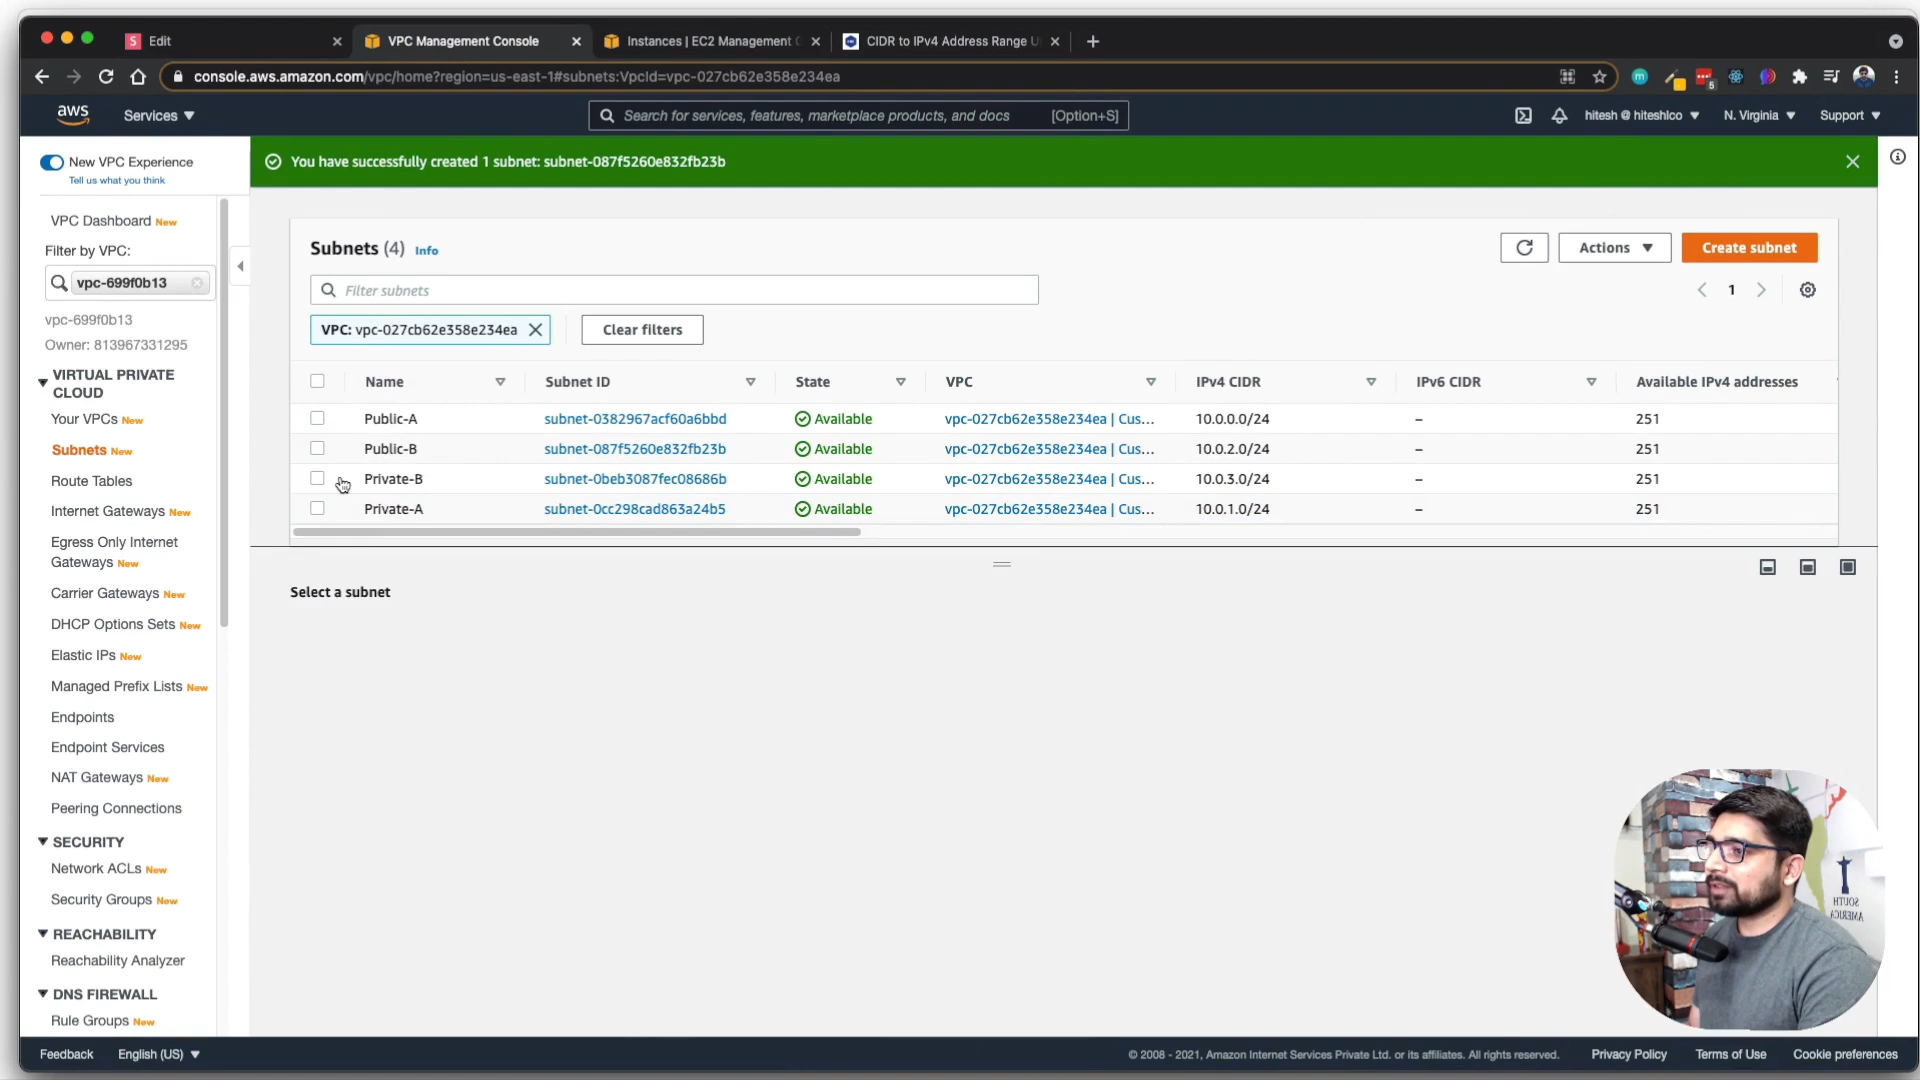 S Edit
VPC Management Console
Instances | EC2 Management C
CIDR to IPv4 Address Range U
console.aws.amazon.com/vpc/home?region=us-east-1#subnets:VpcId=vpc-027cb62e358e234ea
aws
Services
Search for services, features, marketplace products, and docs [Option+S]
hitesh @ hiteshlco
N. Virginia
Support
New VPC Experience
Tell us what you think
You have successfully created 1 subnet: subnet-087f5260e832fb23b
VPC Dashboard New
Filter by VPC:
vpc-699f0b13
vpc-699f0b13
Owner: 813967331295
VIRTUAL PRIVATE
CLOUD
Your VPCs New
Subnets New
Route Tables
Internet Gateways New
Egress Only Internet
Gateways New
Carrier Gateways New
DHCP Options Sets New
Elastic IPs New
Managed Prefix Lists New
Endpoints
Endpoint Services
NAT Gateways New
Peering Connections
SECURITY
Network ACLs New
Security Groups New
REACHABILITY
Reachability Analyzer
DNS FIREWALL
Rule Groups New
Subnets (4) Info
Actions
Create subnet
Filter subnets
1
VPC: vpc-027cb62e358e234ea
Clear filters
Name Subnet ID State VPC IPv4 CIDR IPv6 CIDR Available IPv4 addresses
Public-A subnet-0382967acf60a6bbd Available vpc-027cb62e358e234ea | Cus... 10.0.0.0/24 – 251
Public-B subnet-087f5260e832fb23b Available vpc-027cb62e358e234ea | Cus... 10.0.2.0/24 – 251
Private-B subnet-0beb3087fec08686b Available vpc-027cb62e358e234ea | Cus... 10.0.3.0/24 – 251
Private-A subnet-0cc298cad863a24b5 Available vpc-027cb62e358e234ea | Cus... 10.0.1.0/24 – 251
Select a subnet
SOUTH
AMERICA
Feedback
English (US)
© 2008 - 2021, Amazon Internet Services Private Ltd. or its affiliates. All rights reserved.
Privacy Policy
Terms of Use
Cookie preferences